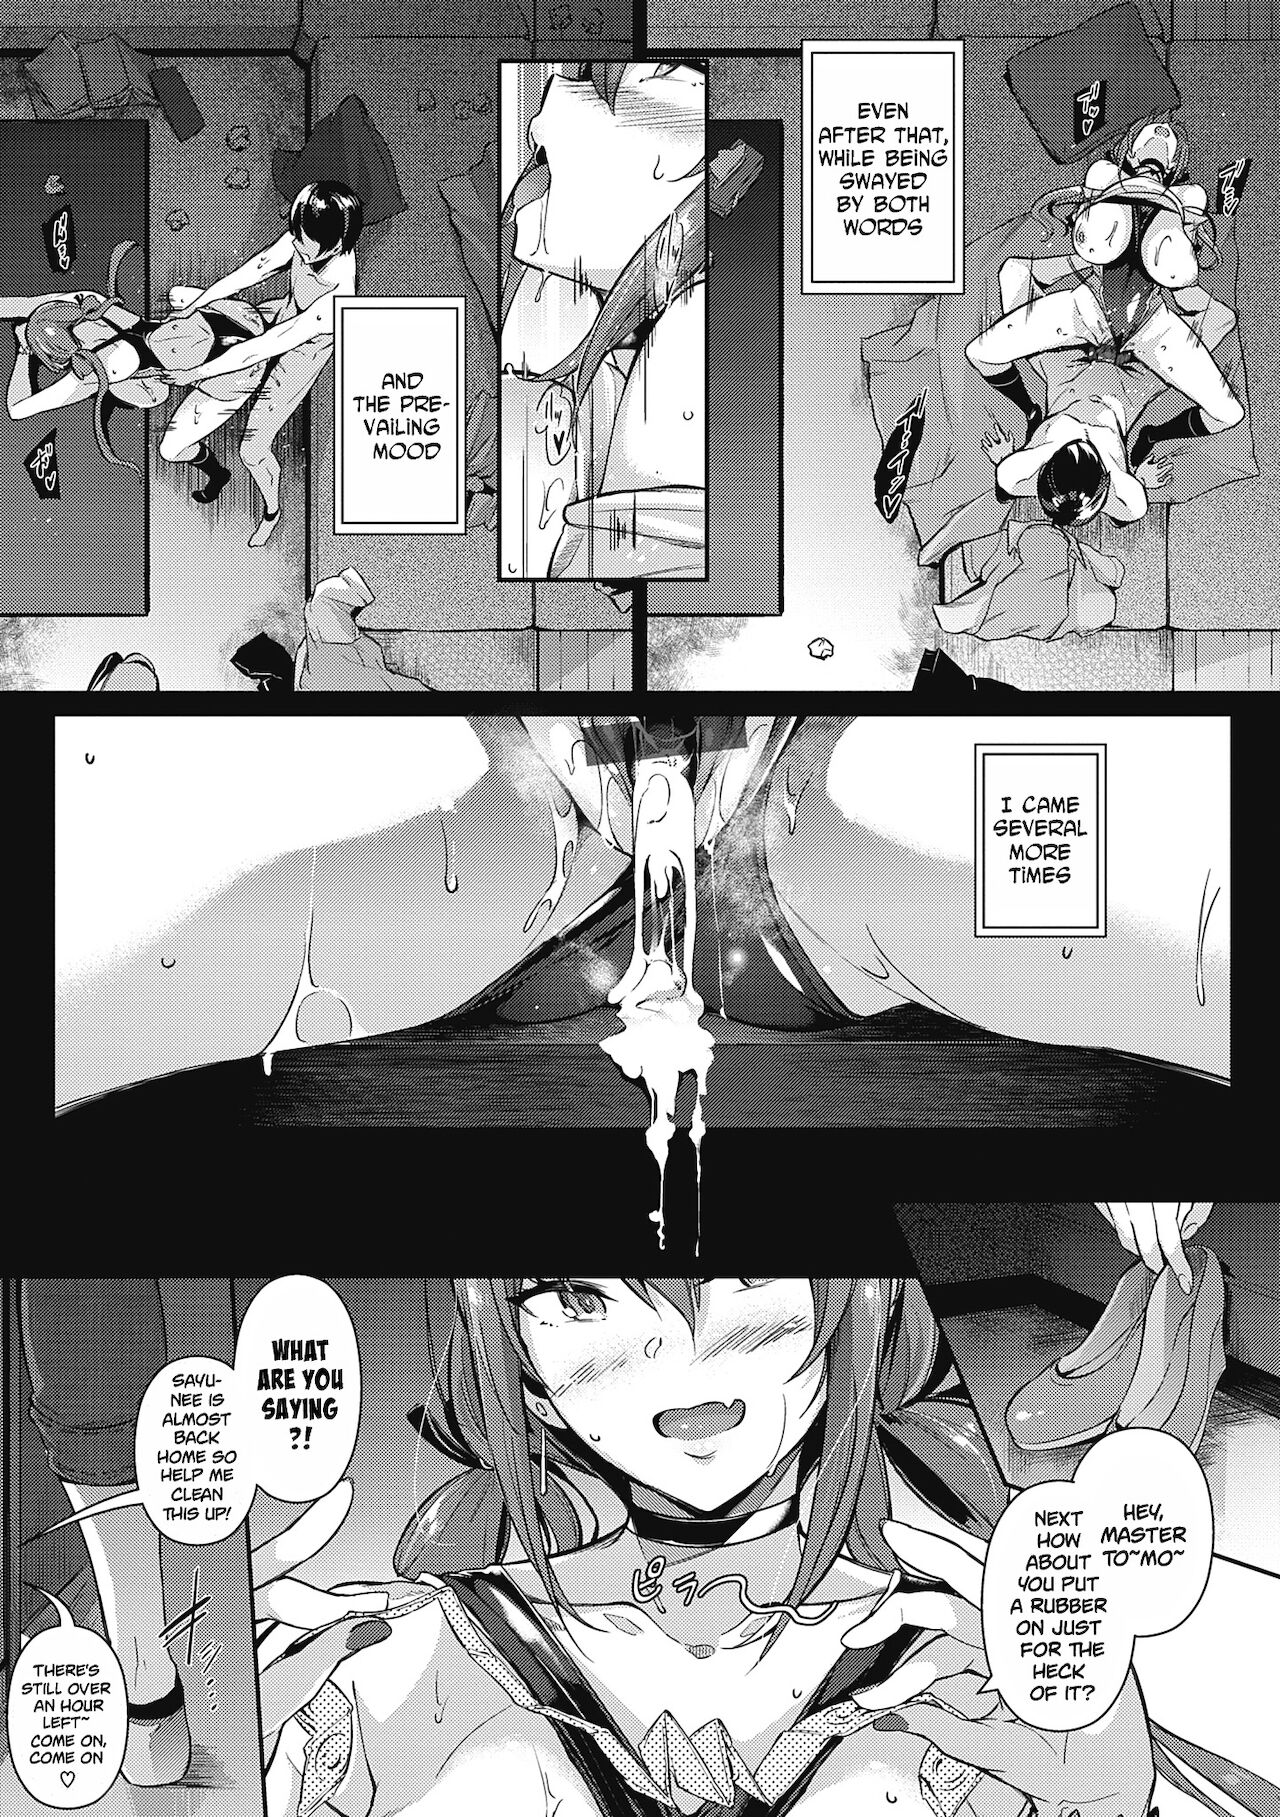 EVEN
AFTER THAT,
WHILE BEING
SWAYED
BY BOTH
WORDS
AND
THE PRE-
VAILING
MOOD
I CAME
SEVERAL
MORE
TIMES
HEY,
MASTER
TO~MO~
NEXT
HOW
ABOUT
YOU PUT
A RUBBER
ON JUST
FOR THE
HECK
OF IT?
ピラ〜
WHAT
ARE YOU
SAYING
?!
SAYU-
NEE IS
ALMOST
BACK
HOME SO
HELP ME
CLEAN
THIS UP!
THERE'S
STILL OVER
AN HOUR
LEFT~
COME ON,
COME ON
♡